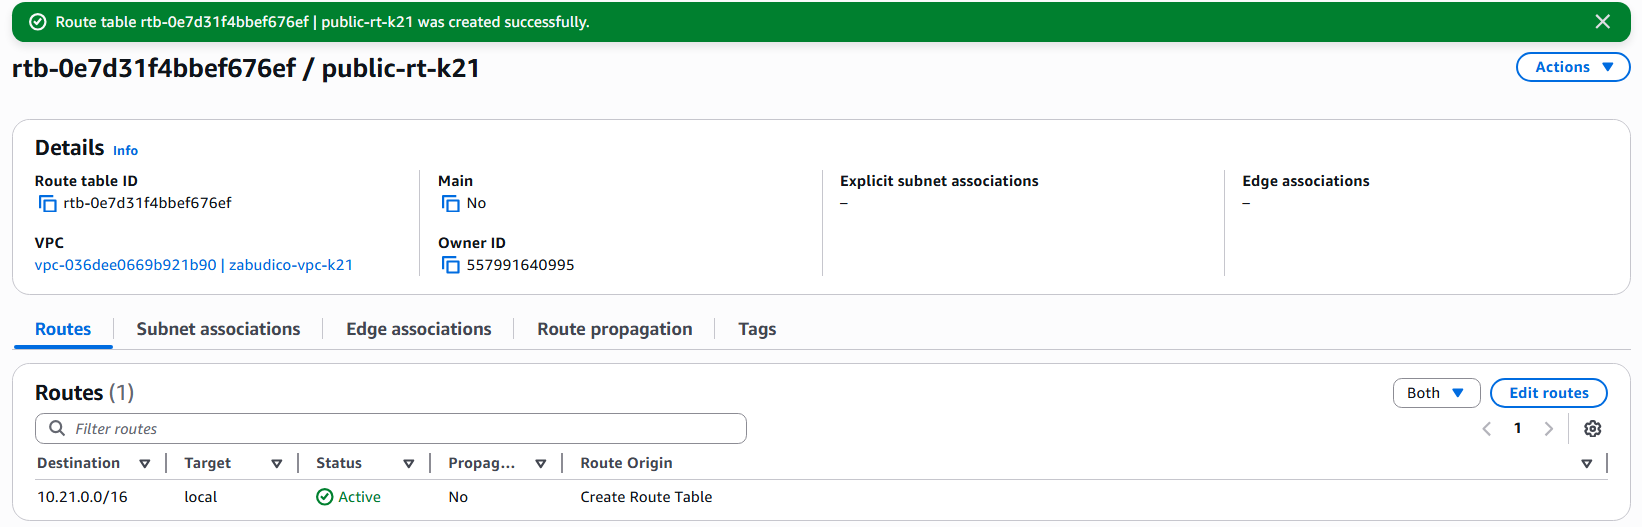 Route table rtb-0e7d31f4bbef676ef | public-rt-k21 was created successfully.
rtb-0e7d31f4bbef676ef / public-rt-k21
Actions
Details Info
Route table ID
rtb-0e7d31f4bbef676ef
Main
No
Explicit subnet associations
–
Edge associations
–
VPC
vpc-036dee0669b921b90 | zabudico-vpc-k21
Owner ID
557991640995
Routes Subnet associations Edge associations Route propagation Tags
Routes (1)
Both
Edit routes
Filter routes
1
Destination Target Status Propag... Route Origin
10.21.0.0/16 local Active No Create Route Table